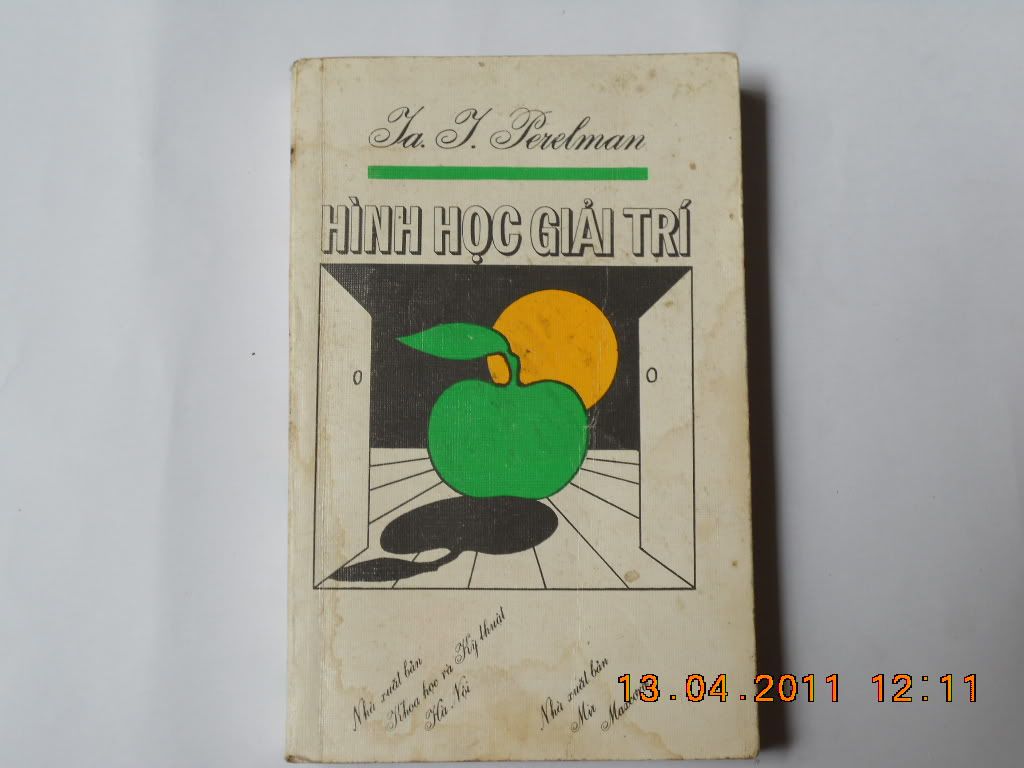 Ia. I. Perelman
HÌNH HỌC GIẢI TRÍ
Nhà xuất bản
Khoa học và Kỹ thuật
Hà Nội
Nhà xuất bản
Mir
13.04.2011 12:11